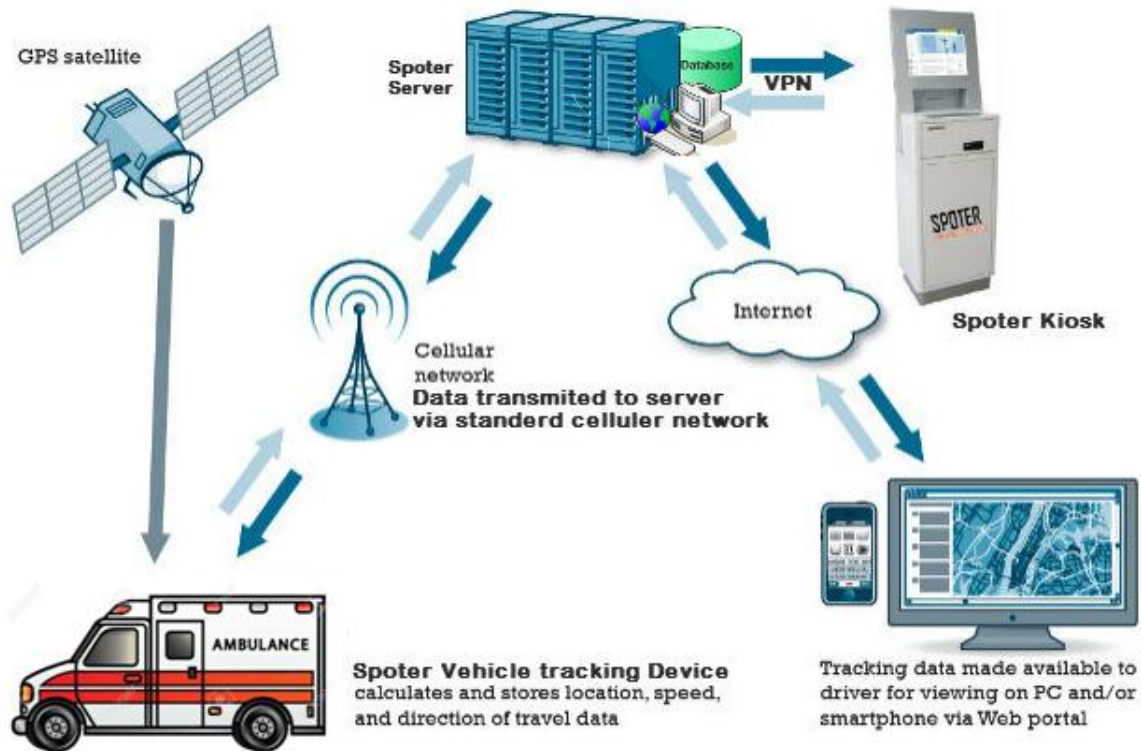 GPS satellite
Spoter
Server
Database
VPN
SPOTER
Spoter Kiosk
Internet
Cellular
network
Data transmited to server
via standerd celluler network
AMBULANCE
Spoter Vehicle tracking Device
calculates and stores location, speed,
and direction of travel data
Tracking data made available to
driver for viewing on PC and/or
smartphone via Web portal